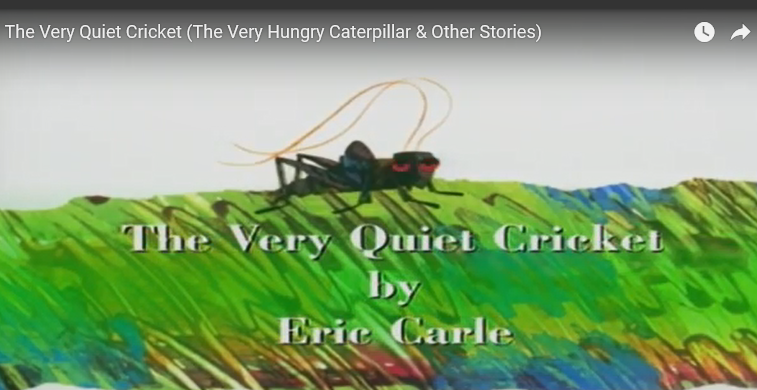 The Very Quiet Cricket (The Very Hungry Caterpillar & Other Stories)
The Very Quiet Cricket
by
Eric Carle